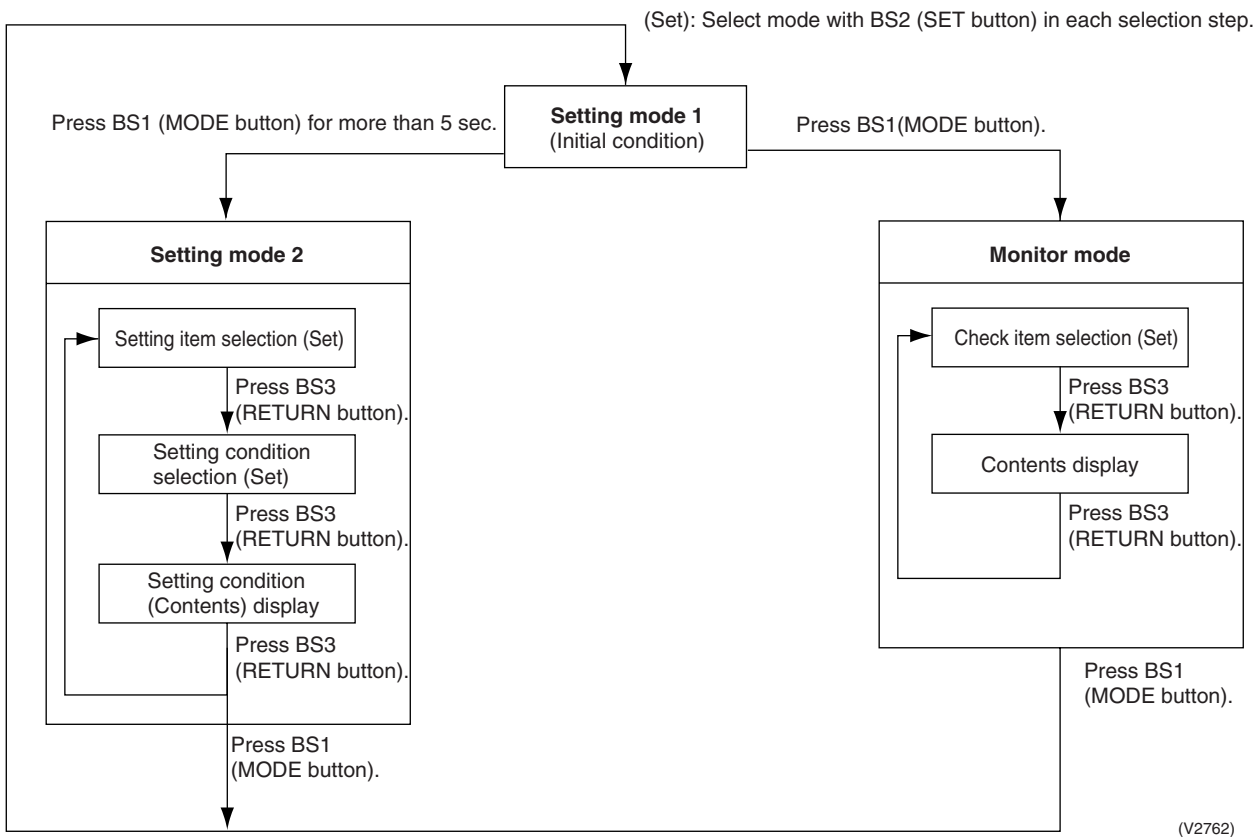 (Set): Select mode with BS2 (SET button) in each selection step.
Setting mode 1
(Initial condition)
Press BS1 (MODE button) for more than 5 sec.
Press BS1(MODE button).
Setting mode 2
Setting item selection (Set)
Press BS3
(RETURN button).
Setting condition
selection (Set)
Press BS3
(RETURN button).
Setting condition
(Contents) display
Press BS3
(RETURN button).
Press BS1
(MODE button).
Monitor mode
Check item selection (Set)
Press BS3
(RETURN button).
Contents display
Press BS3
(RETURN button).
Press BS1
(MODE button).
(V2762)